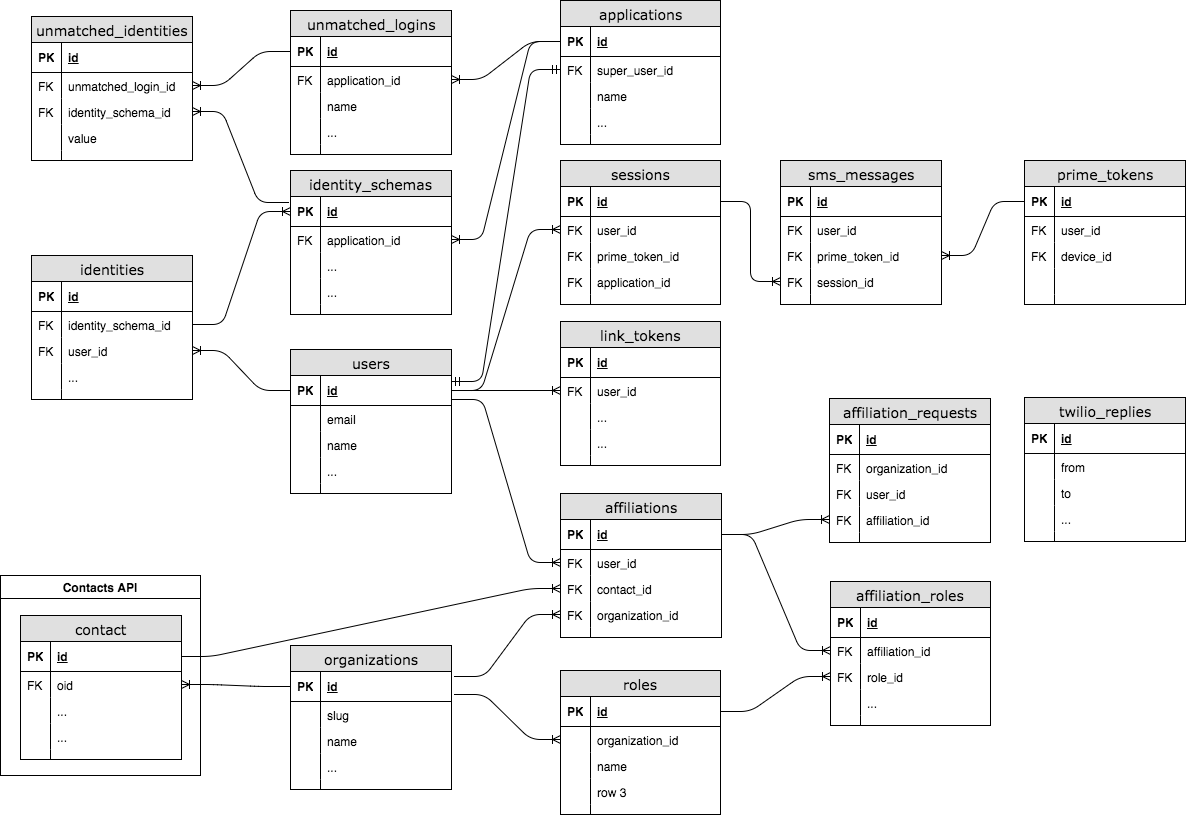 unmatched_identities
PK id
FK unmatched_login_id
FK identity_schema_id
value
unmatched_logins
PK id
FK application_id
name
...
applications
PK id
FK super_user_id
name
...
identity_schemas
PK id
FK application_id
...
...
sessions
PK id
FK user_id
FK prime_token_id
FK application_id
sms_messages
PK id
FK user_id
FK prime_token_id
FK session_id
prime_tokens
PK id
FK user_id
FK device_id
identities
PK id
FK identity_schema_id
FK user_id
...
users
PK id
email
name
...
link_tokens
PK id
FK user_id
...
...
affiliation_requests
PK id
FK organization_id
FK user_id
FK affiliation_id
twilio_replies
PK id
from
to
...
affiliations
PK id
FK user_id
FK contact_id
FK organization_id
Contacts API
contact
PK id
FK oid
...
...
organizations
PK id
slug
name
...
roles
PK id
organization_id
name
row 3
affiliation_roles
PK id
FK affiliation_id
FK role_id
...